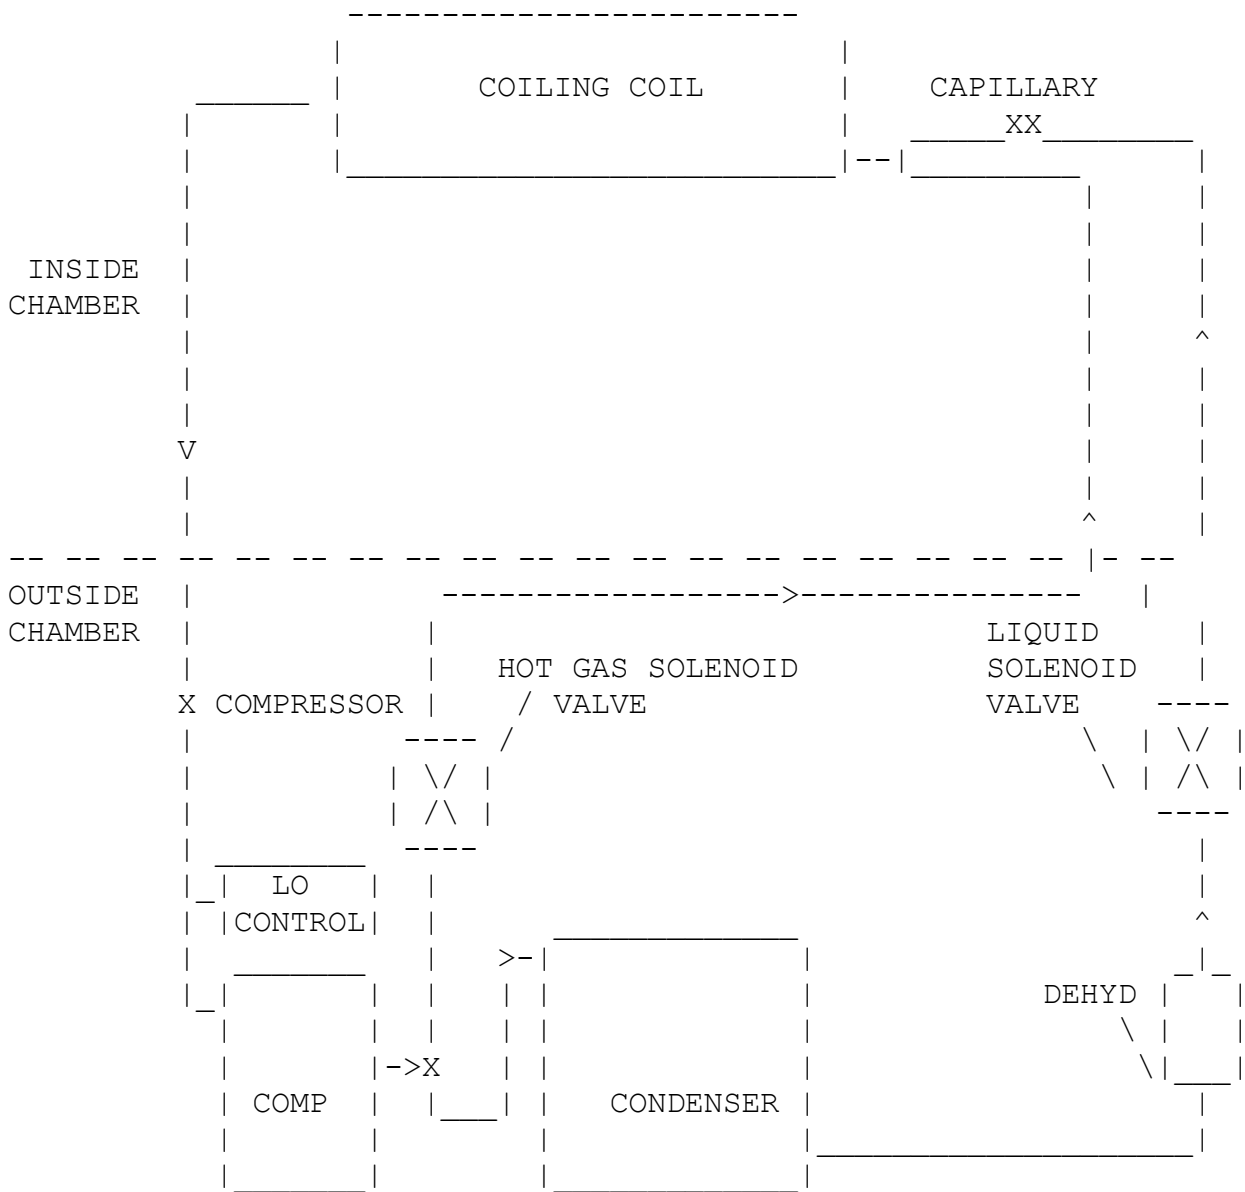 COILING COIL CAPILLARY
XX
INSIDE
CHAMBER
V
OUTSIDE
CHAMBER LIQUID
HOT GAS SOLENOID SOLENOID
X COMPRESSOR VALVE VALVE
LO
CONTROL
DEHYD
X
COMP CONDENSER